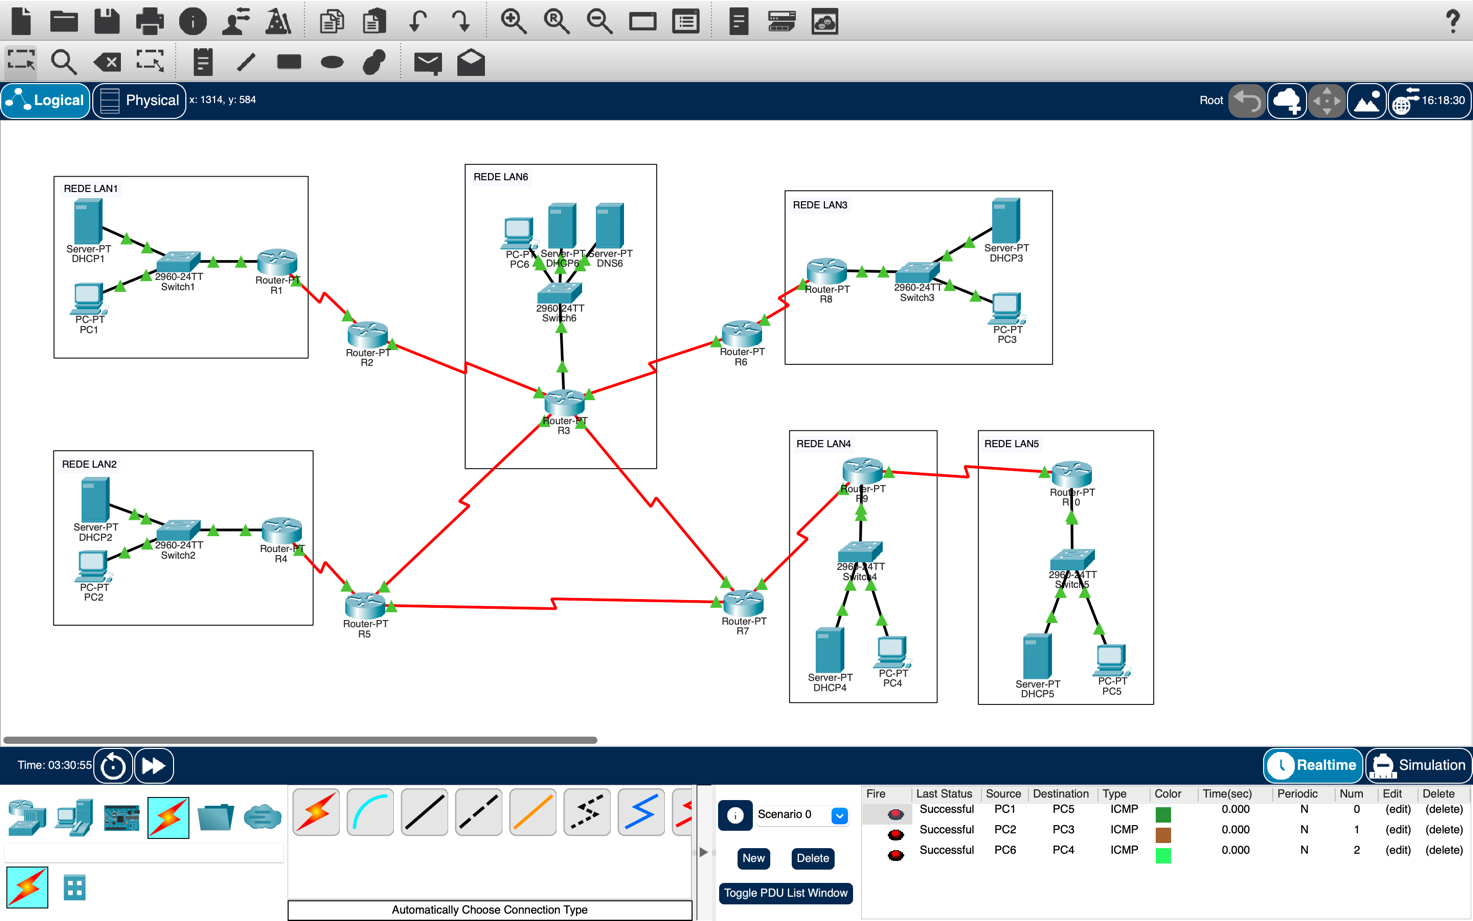 Logical
Physical
x: 1314, y: 584
Root
16:18:30
REDE LAN1
Server-PT
DHCP1
2960-24TT
Switch1
Router-PT
R1
PC-PT
PC1
Router-PT
R2
REDE LAN6
PC-PT
PC6
Server-PT
DHCP6
Server-PT
DNS6
2960-24TT
Switch6
Router-PT
R3
REDE LAN3
Server-PT
DHCP3
Router-PT
R8
2960-24TT
Switch3
PC-PT
PC3
Router-PT
R6
REDE LAN2
Server-PT
DHCP2
2960-24TT
Switch2
Router-PT
R4
PC-PT
PC2
Router-PT
R5
Router-PT
R7
REDE LAN4
Router-PT
R9
2960-24TT
Switch4
Server-PT
DHCP4
PC-PT
PC4
REDE LAN5
Router-PT
R10
2960-24TT
Switch5
Server-PT
DHCP5
PC-PT
PC5
Time: 03:30:55
Realtime
Simulation
Scenario 0
New
Delete
Toggle PDU List Window
Automatically Choose Connection Type
Fire Last Status Source Destination Type Color Time(sec) Periodic Num Edit Delete
Successful PC1 PC5 ICMP 0.000 N 0 (edit) (delete)
Successful PC2 PC3 ICMP 0.000 N 1 (edit) (delete)
Successful PC6 PC4 ICMP 0.000 N 2 (edit) (delete)